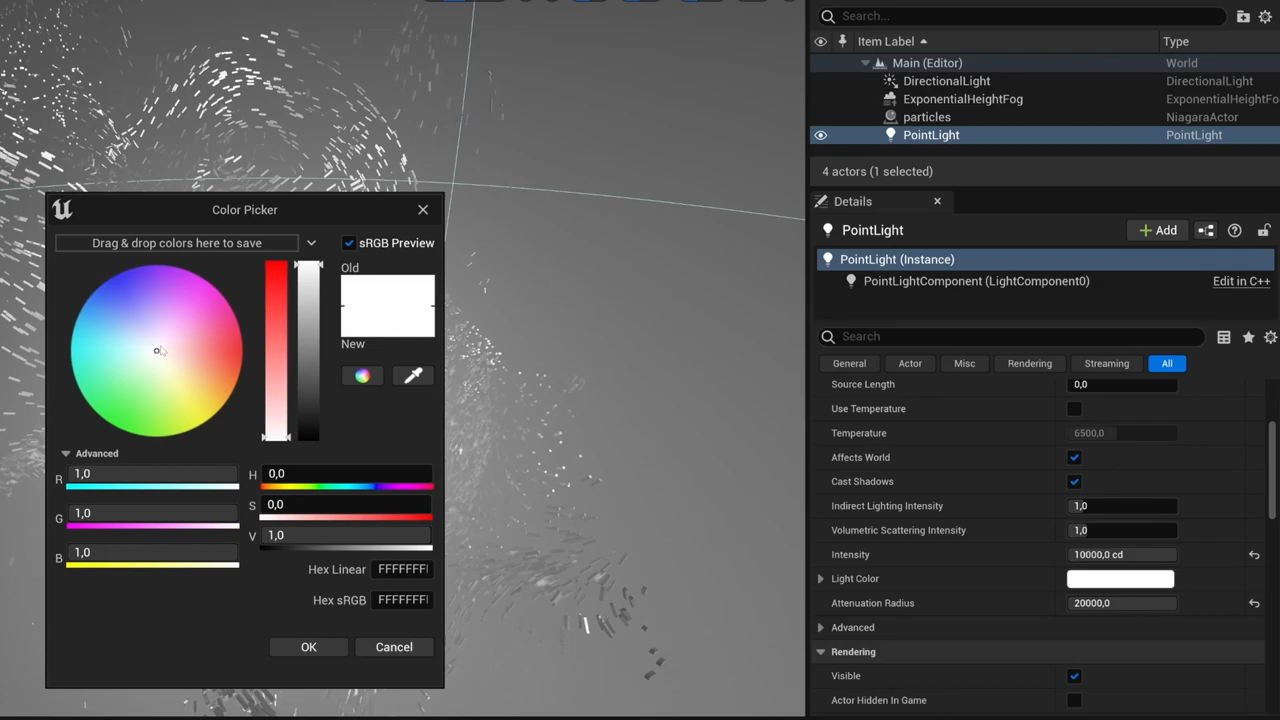 Search...
Item Label Type
Main (Editor) World
DirectionalLight DirectionalLight
ExponentialHeightFog ExponentialHeightFo
particles NiagaraActor
PointLight PointLight
4 actors (1 selected)
Details
PointLight Add
PointLight (Instance)
PointLightComponent (LightComponent0) Edit in C++
Search
General Actor Misc Rendering Streaming All
Source Length 0,0
Use Temperature
Temperature 6500,0
Affects World
Cast Shadows
Indirect Lighting Intensity 1,0
Volumetric Scattering Intensity 1,0
Intensity 10000,0 cd
Light Color
Attenuation Radius 20000,0
Advanced
Rendering
Visible
Actor Hidden In Game
Color Picker
Drag & drop colors here to save
sRGB Preview
Old
New
Advanced
R 1,0
G 1,0
B 1,0
H 0,0
S 0,0
V 1,0
Hex Linear FFFFFFF
Hex sRGB FFFFFFF
OK Cancel